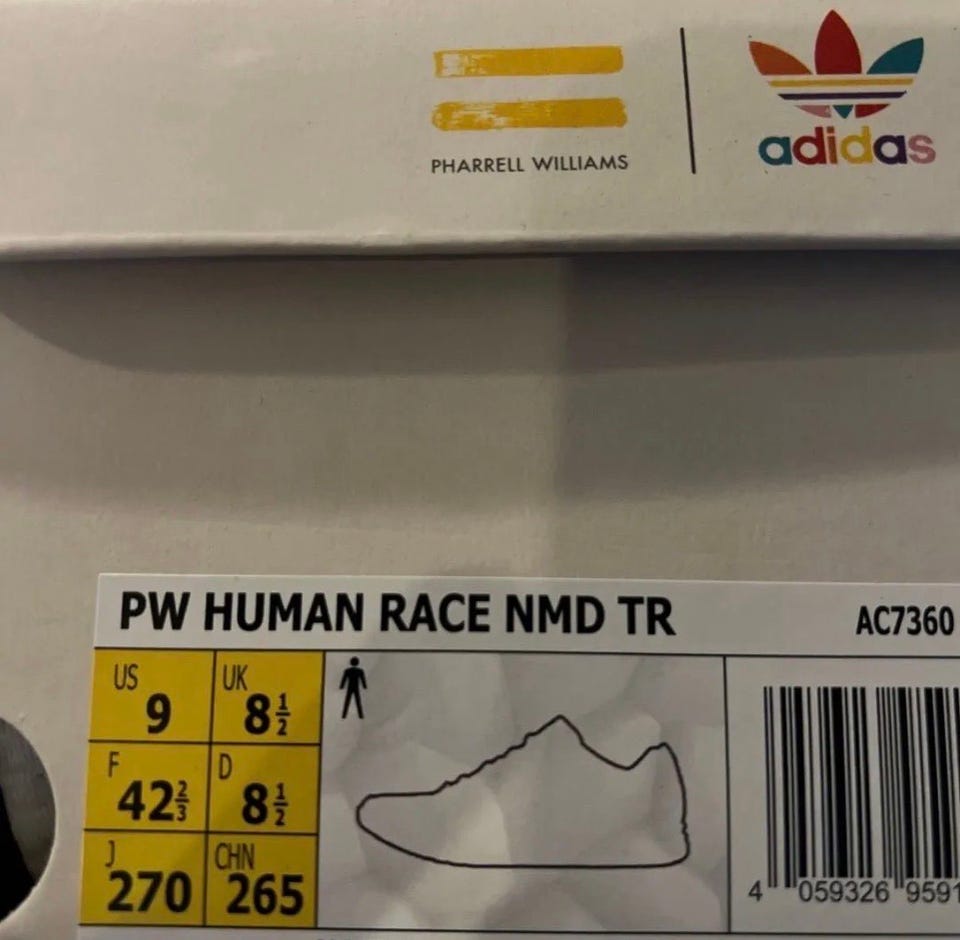 PHARRELL WILLIAMS
adidas
PW HUMAN RACE NMD TR
AC7360
US
9
UK
8½
F
42⅔
D
8½
J
270
CHN
265
4 059326 9591